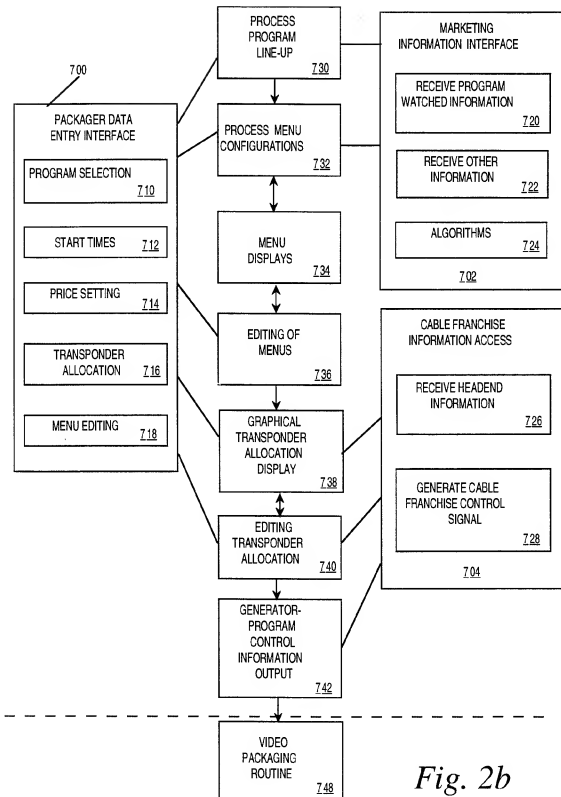 700
PACKAGER DATA
ENTRY INTERFACE
PROGRAM SELECTION
710
START TIMES
712
PRICE SETTING
714
TRANSPONDER
ALLOCATION
716
MENU EDITING
718
PROCESS
PROGRAM
LINE-UP
730
PROCESS MENU
CONFIGURATIONS
732
MENU
DISPLAYS
734
EDITING OF
MENUS
736
GRAPHICAL
TRANSPONDER
ALLOCATION
DISPLAY
738
EDITING
TRANSPONDER
ALLOCATION
740
GENERATOR-
PROGRAM
CONTROL
INFORMATION
OUTPUT
742
VIDEO
PACKAGING
ROUTINE
748
MARKETING
INFORMATION INTERFACE
RECEIVE PROGRAM
WATCHED INFORMATION
720
RECEIVE OTHER
INFORMATION
722
ALGORITHMS
724
702
CABLE FRANCHISE
INFORMATION ACCESS
RECEIVE HEADEND
INFORMATION
726
GENERATE CABLE
FRANCHISE CONTROL
SIGNAL
728
704
Fig. 2b